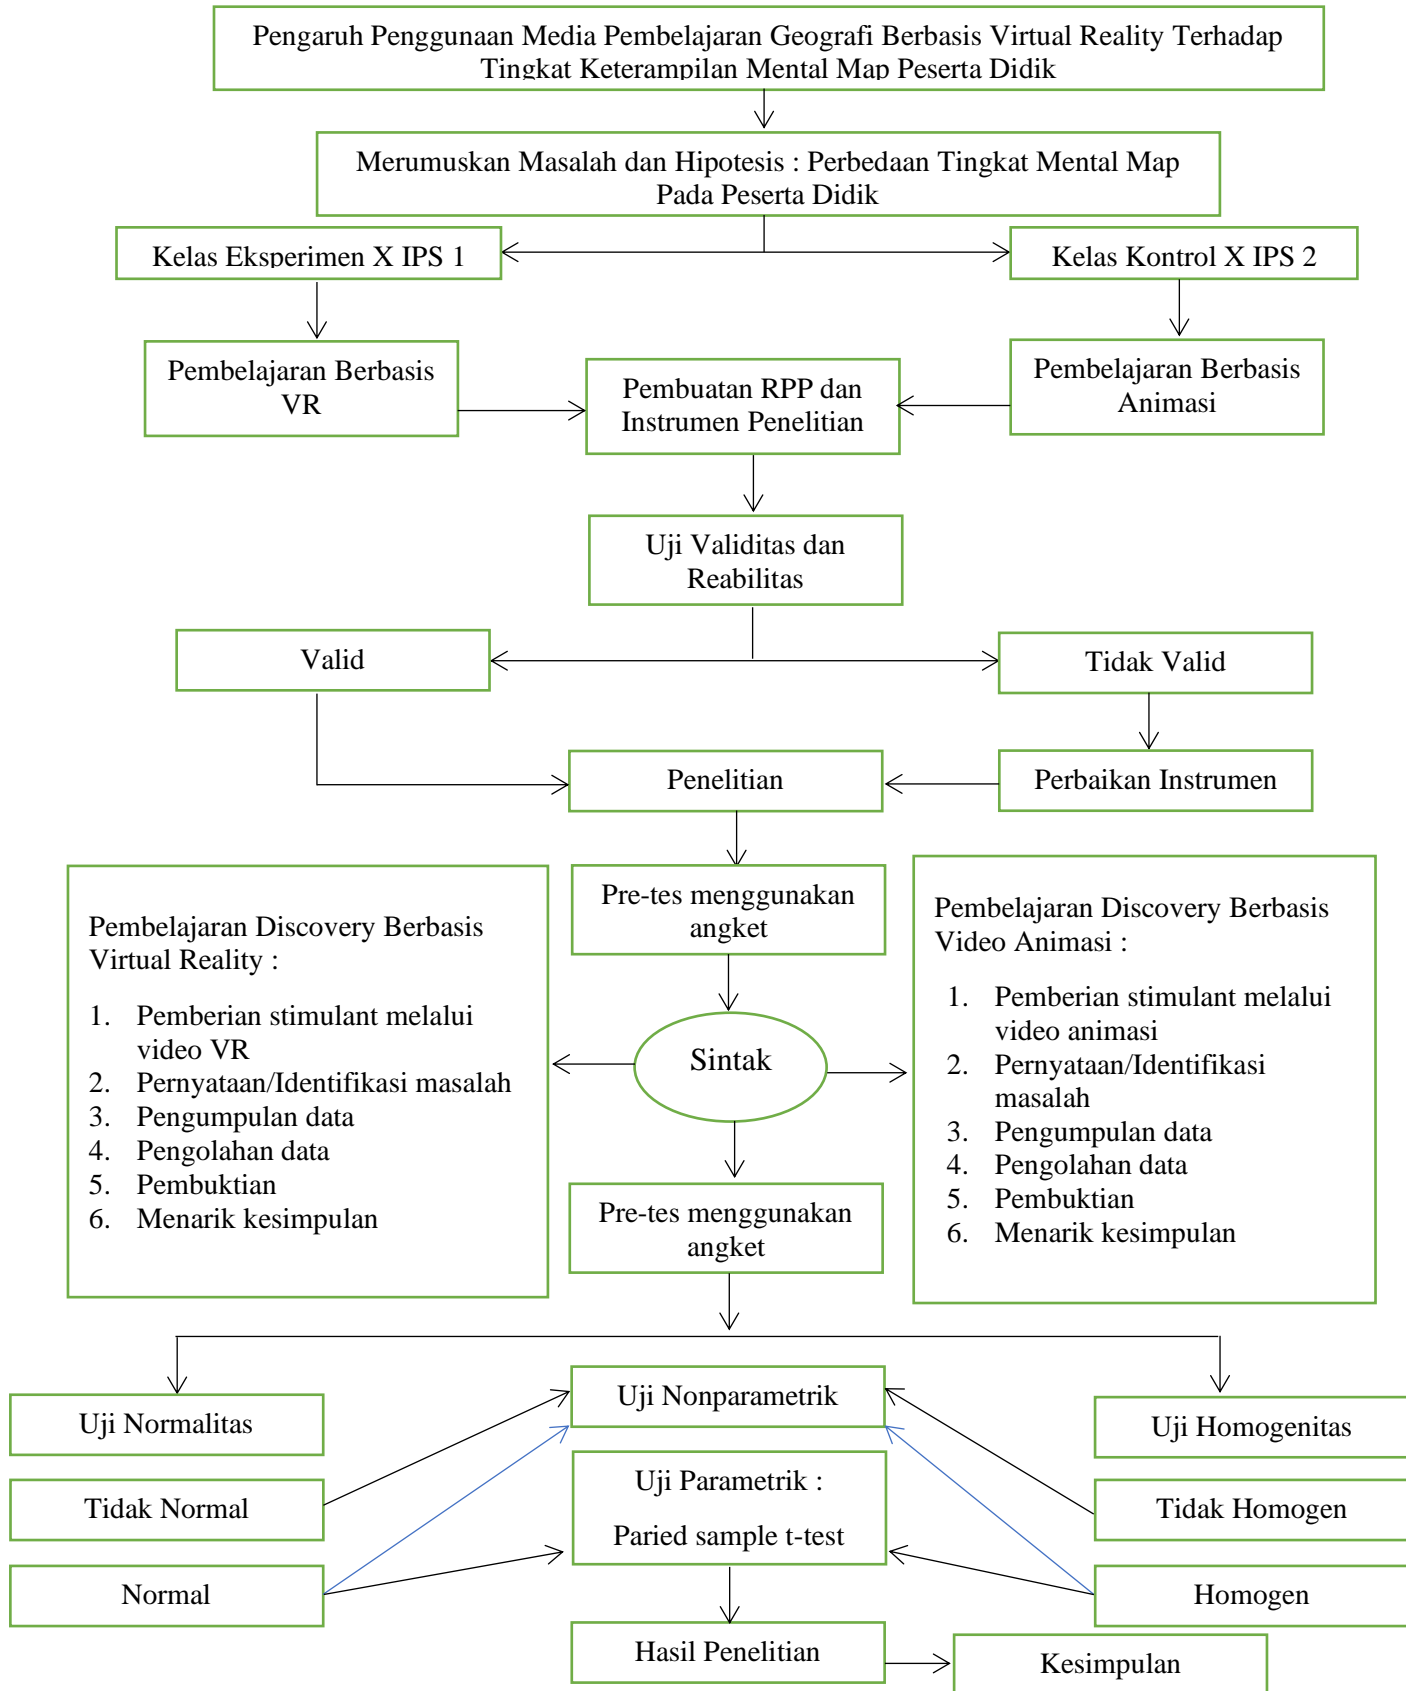 Pengaruh Penggunaan Media Pembelajaran Geografi Berbasis Virtual Reality Terhadap
Tingkat Keterampilan Mental Map Peserta Didik
Merumuskan Masalah dan Hipotesis : Perbedaan Tingkat Mental Map
Pada Peserta Didik
Kelas Eksperimen X IPS 1
Kelas Kontrol X IPS 2
Pembelajaran Berbasis
VR
Pembuatan RPP dan
Instrumen Penelitian
Pembelajaran Berbasis
Animasi
Uji Validitas dan
Reabilitas
Valid
Tidak Valid
Penelitian
Perbaikan Instrumen
Pre-tes menggunakan
angket
Pembelajaran Discovery Berbasis
Virtual Reality :
1. Pemberian stimulant melalui
video VR
2. Pernyataan/Identifikasi masalah
3. Pengumpulan data
4. Pengolahan data
5. Pembuktian
6. Menarik kesimpulan
Sintak
Pembelajaran Discovery Berbasis
Video Animasi :
1. Pemberian stimulant melalui
video animasi
2. Pernyataan/Identifikasi
masalah
3. Pengumpulan data
4. Pengolahan data
5. Pembuktian
6. Menarik kesimpulan
Pre-tes menggunakan
angket
Uji Normalitas
Uji Nonparametrik
Uji Homogenitas
Tidak Normal
Uji Parametrik :
Paried sample t-test
Tidak Homogen
Normal
Homogen
Hasil Penelitian
Kesimpulan